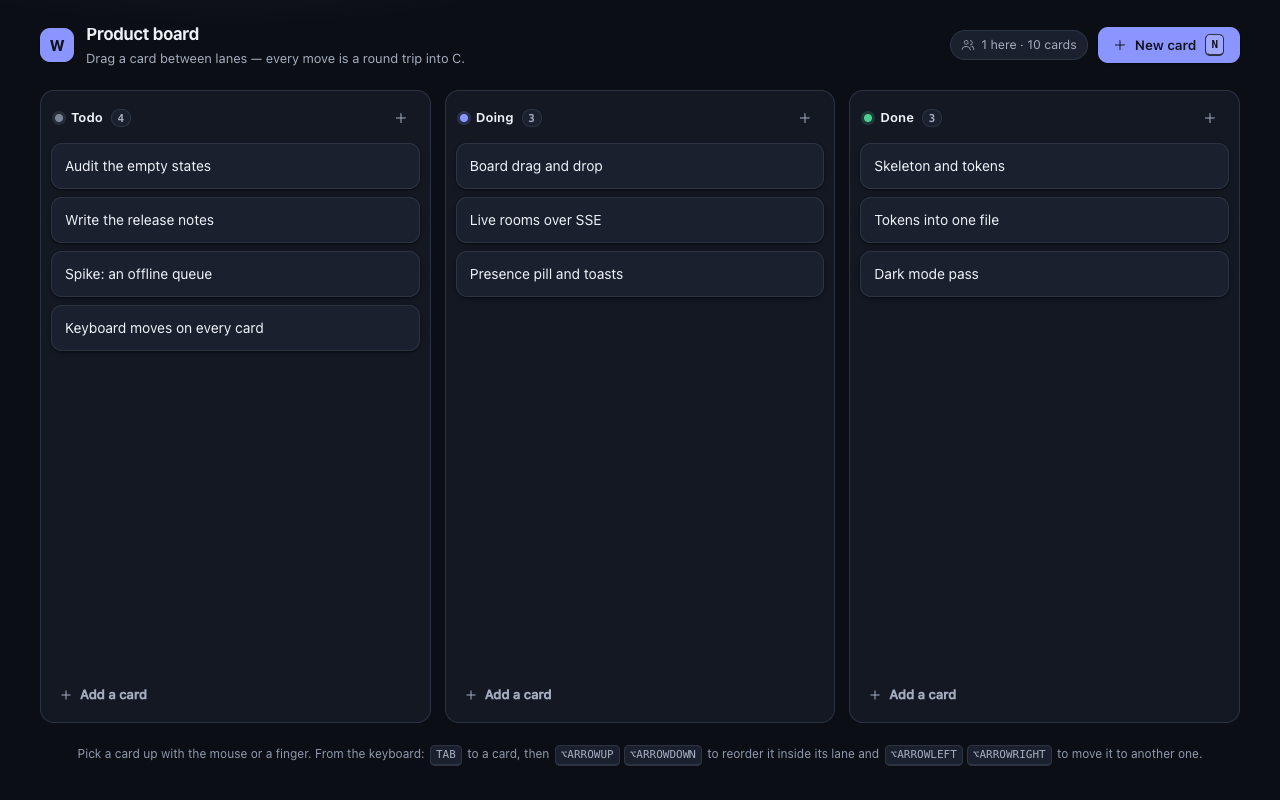 W
Product board
Drag a card between lanes — every move is a round trip into C.
1 here · 10 cards
New card N
Todo 4
Audit the empty states
Write the release notes
Spike: an offline queue
Keyboard moves on every card
Add a card
Doing 3
Board drag and drop
Live rooms over SSE
Presence pill and toasts
Add a card
Done 3
Skeleton and tokens
Tokens into one file
Dark mode pass
Add a card
Pick a card up with the mouse or a finger. From the keyboard: TAB to a card, then ⌥ARROWUP ⌥ARROWDOWN to reorder it inside its lane and ⌥ARROWLEFT ⌥ARROWRIGHT to move it to another one.